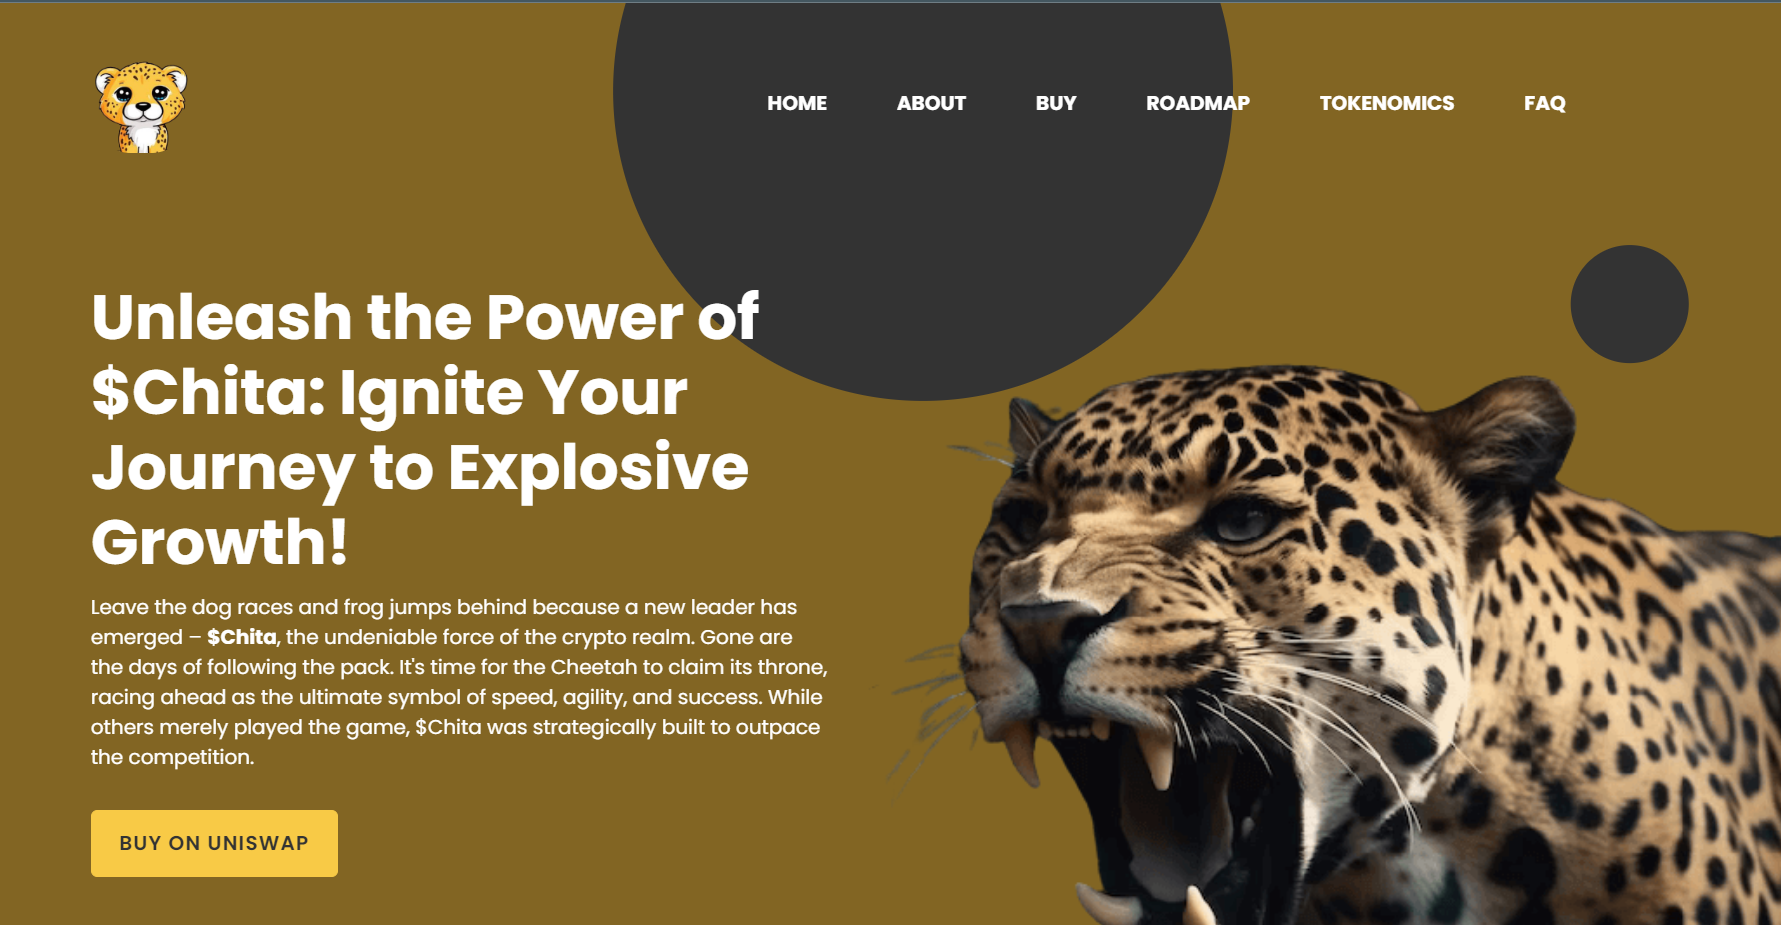 HOME ABOUT BUY ROADMAP TOKENOMICS FAQ
Unleash the Power of
$Chita: Ignite Your
Journey to Explosive
Growth!
Leave the dog races and frog jumps behind because a new leader has
emerged – $Chita, the undeniable force of the crypto realm. Gone are
the days of following the pack. It's time for the Cheetah to claim its throne,
racing ahead as the ultimate symbol of speed, agility, and success. While
others merely played the game, $Chita was strategically built to outpace
the competition.
BUY ON UNISWAP